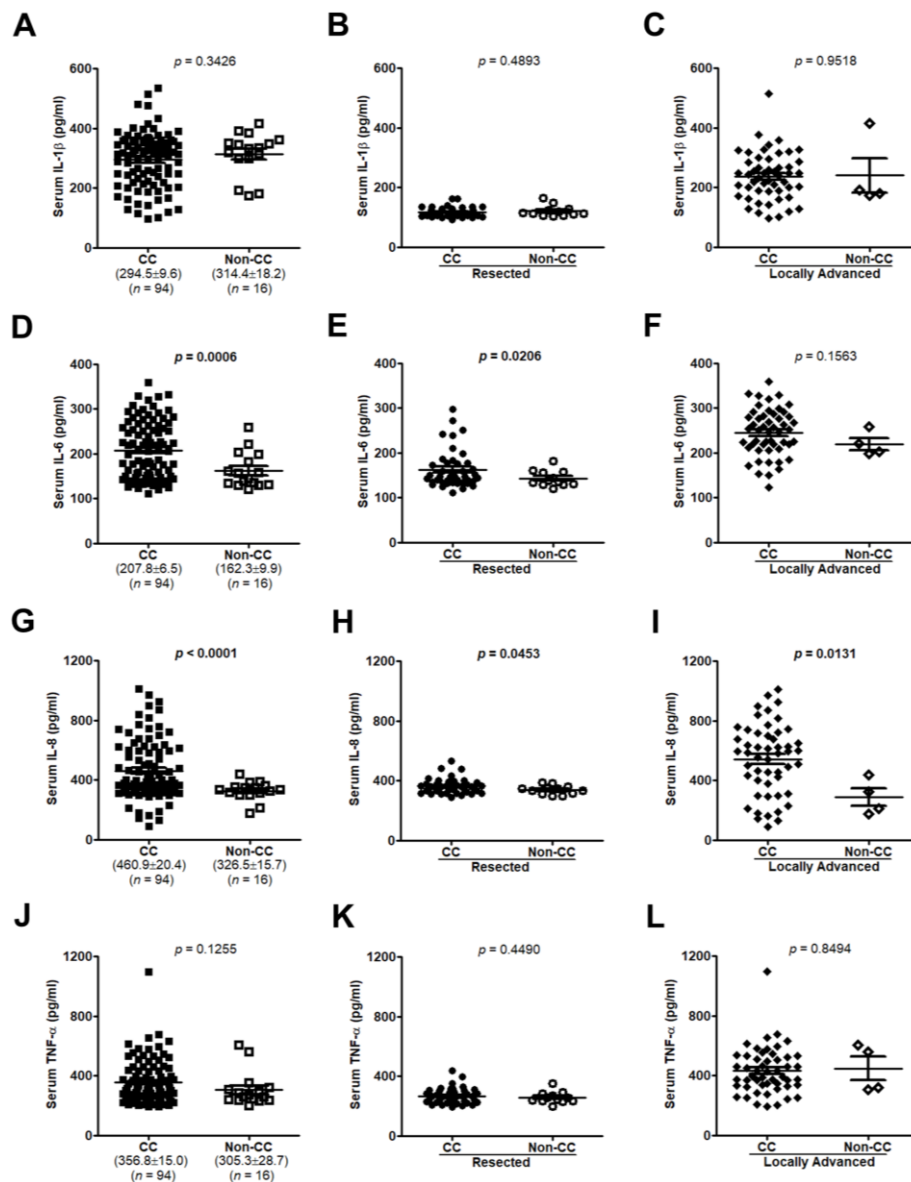 A
B
C
p = 0.3426
p = 0.4893
p = 0.9518
Serum IL-1β (pg/ml)
600
400
200
0
CC
Non-CC
(294.5±9.6)
(314.4±18.2)
(n = 94)
(n = 16)
Serum IL-1β (pg/ml)
600
400
200
0
CC
Non-CC
Resected
Serum IL-1β (pg/ml)
600
400
200
0
CC
Non-CC
Locally Advanced
D
E
F
p = 0.0006
p = 0.0206
p = 0.1563
Serum IL-6 (pg/ml)
400
300
200
100
0
CC
Non-CC
(207.8±6.5)
(162.3±9.9)
(n = 94)
(n = 16)
Serum IL-6 (pg/ml)
400
300
200
100
0
CC
Non-CC
Resected
Serum IL-6 (pg/ml)
400
300
200
100
0
CC
Non-CC
Locally Advanced
G
H
I
p < 0.0001
p = 0.0453
p = 0.0131
Serum IL-8 (pg/ml)
1200
800
400
0
CC
Non-CC
(460.9±20.4)
(326.5±15.7)
(n = 94)
(n = 16)
Serum IL-8 (pg/ml)
1200
800
400
0
CC
Non-CC
Resected
Serum IL-8 (pg/ml)
1200
800
400
0
CC
Non-CC
Locally Advanced
J
K
L
p = 0.1255
p = 0.4490
p = 0.8494
Serum TNF-α (pg/ml)
1200
800
400
0
CC
Non-CC
(356.8±15.0)
(305.3±28.7)
(n = 94)
(n = 16)
Serum TNF-α (pg/ml)
1200
800
400
0
CC
Non-CC
Resected
Serum TNF-α (pg/ml)
1200
800
400
0
CC
Non-CC
Locally Advanced